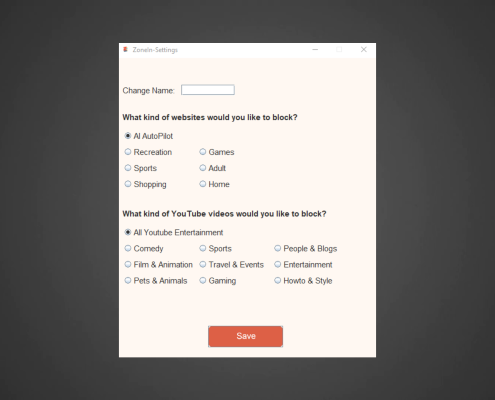 ZoneIn-Settings
Change Name:
What kind of websites would you like to block?
AI AutoPilot
Recreation Games
Sports Adult
Shopping Home
What kind of YouTube videos would you like to block?
All Youtube Entertainment
Comedy Sports People & Blogs
Film & Animation Travel & Events Entertainment
Pets & Animals Gaming Howto & Style
Save